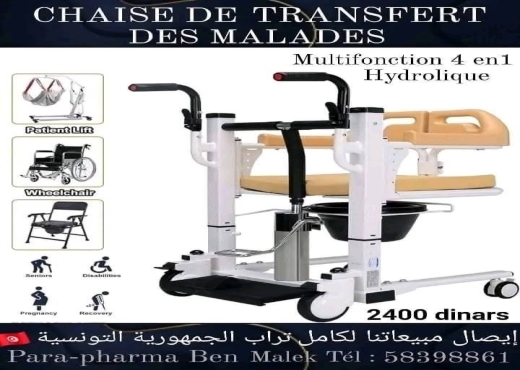 CHAISE DE TRANSFERT
DES MALADES
Multifonction 4 en1
Hydrolique
Patient Lift
Wheelchair
Seniors
Disabilities
Pregnancy
Recovery
2400 dinars
إيصال مبيعاتنا لكامل تراب الجمهورية التونسية
Para-pharma Ben Malek Tél : 58398861